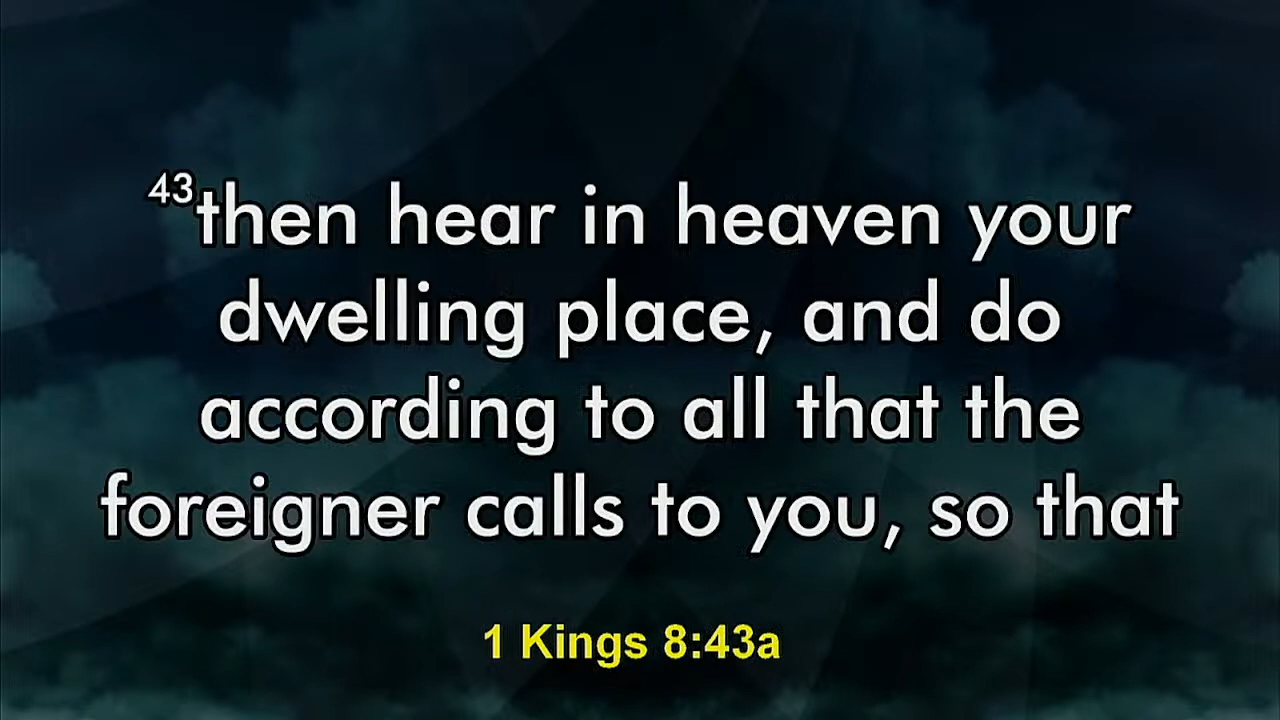 43then hear in heaven your
dwelling place, and do
according to all that the
foreigner calls to you, so that
1 Kings 8:43a